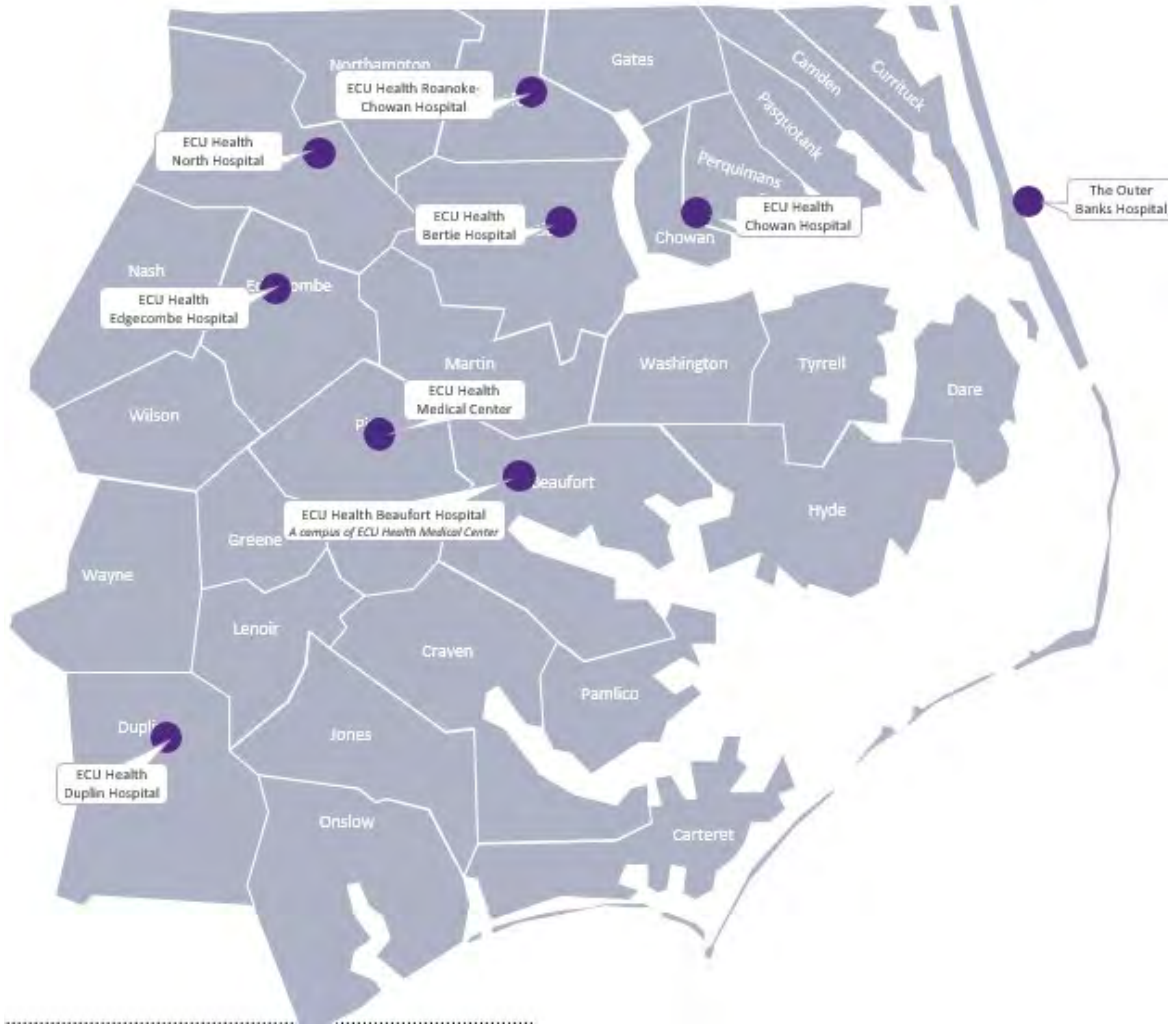 Northampton
ECU Health Roanoke-
Chowan Hospital
Gates
Camden
Currituck
Pasquotank
Perquimans
ECU Health
North Hospital
ECU Health
Bertie Hospital
ECU Health
Chowan Hospital
Chowan
The Outer
Banks Hospital
Nash
ECU Health
Edgecombe Hospital
Martin
Washington
Tyrrell
Dare
Wilson
ECU Health
Medical Center
Beaufort
Hyde
ECU Health Beaufort Hospital
A campus of ECU Health Medical Center
Greene
Wayne
Lenoir
Craven
Pamlico
Jones
Dupli
ECU Health
Duplin Hospital
Onslow
Carteret